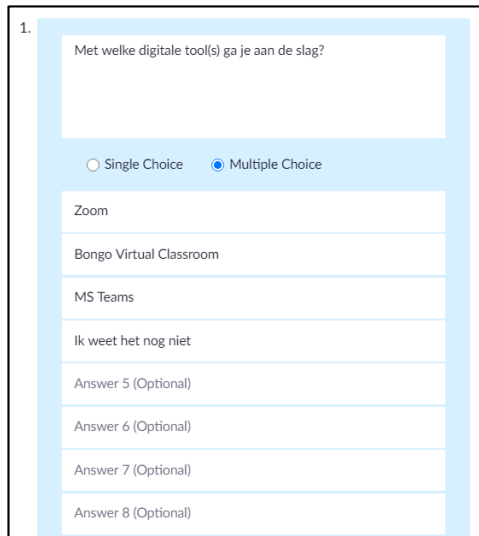 1.
Met welke digitale tool(s) ga je aan de slag?
Single Choice Multiple Choice
Zoom
Bongo Virtual Classroom
MS Teams
Ik weet het nog niet
Answer 5 (Optional)
Answer 6 (Optional)
Answer 7 (Optional)
Answer 8 (Optional)